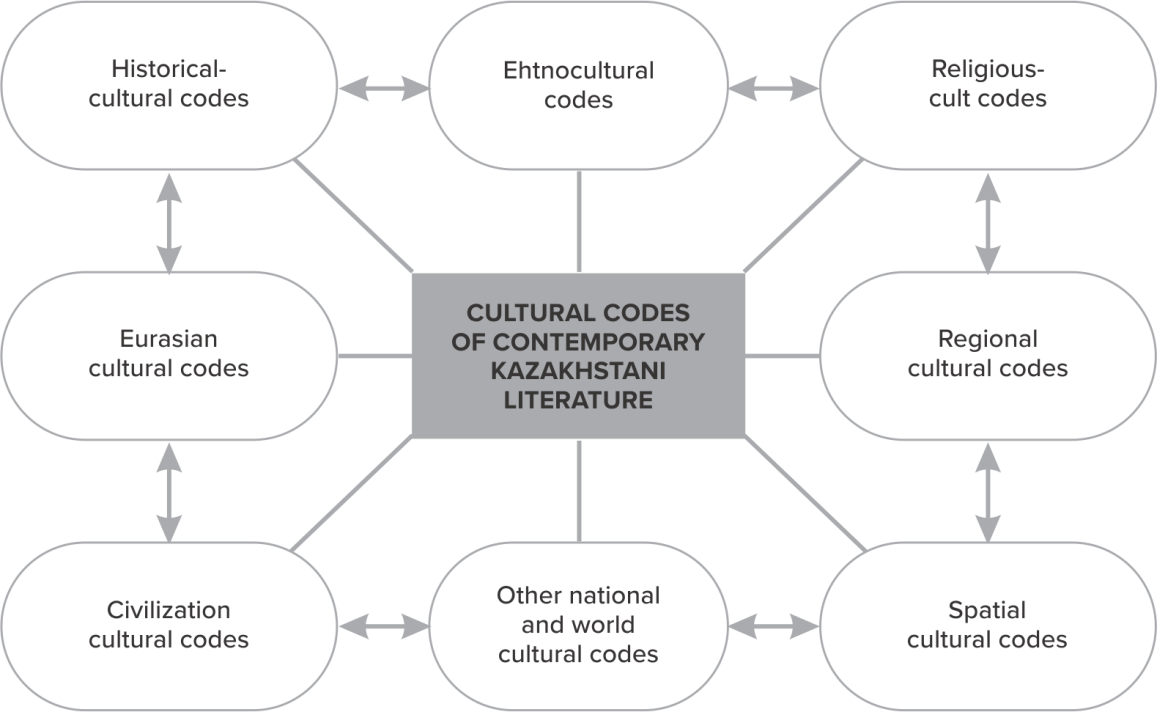 Historical-
cultural codes
Ehtnocultural
codes
Religious-
cult codes
Eurasian
cultural codes
CULTURAL CODES
OF CONTEMPORARY
KAZAKHSTANI
LITERATURE
Regional
cultural codes
Civilization
cultural codes
Other national
and world
cultural codes
Spatial
cultural codes